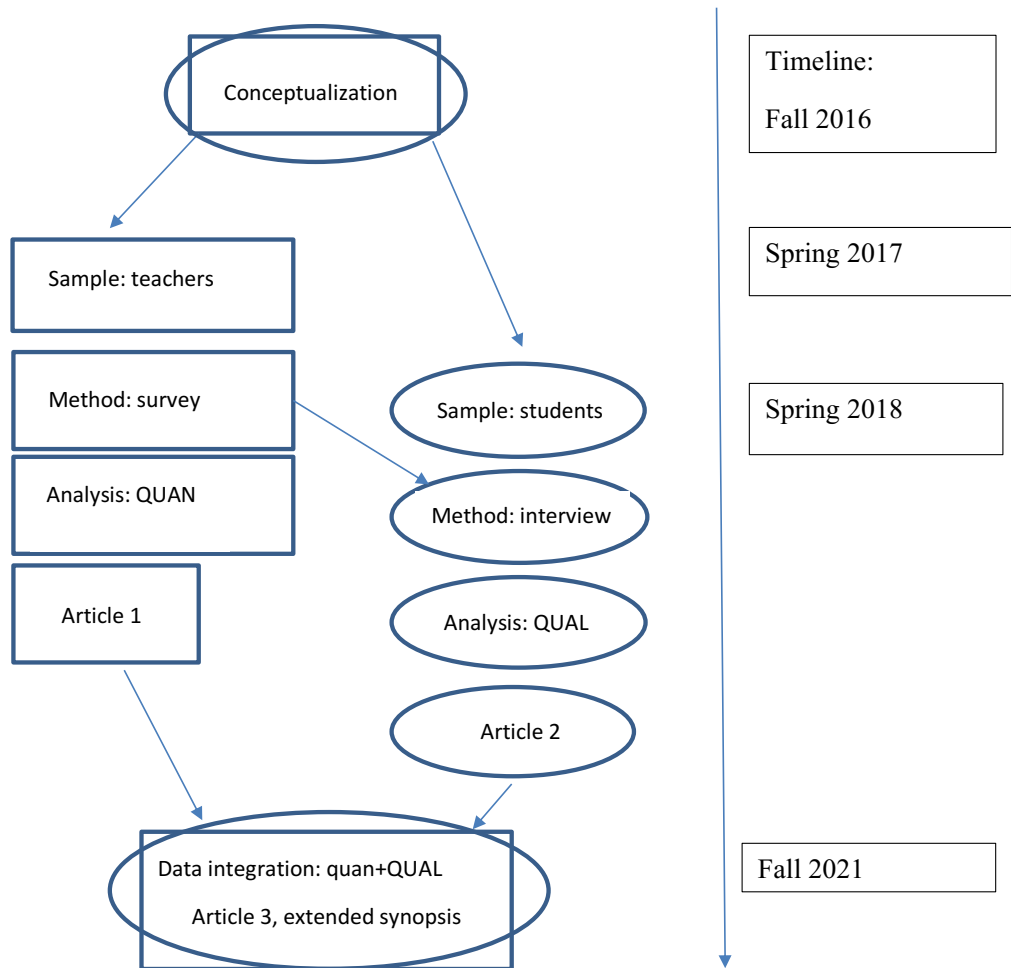 Conceptualization
Timeline:
Fall 2016
Sample: teachers
Spring 2017
Method: survey
Sample: students
Spring 2018
Analysis: QUAN
Method: interview
Article 1
Analysis: QUAL
Article 2
Data integration: quan+QUAL
Article 3, extended synopsis
Fall 2021